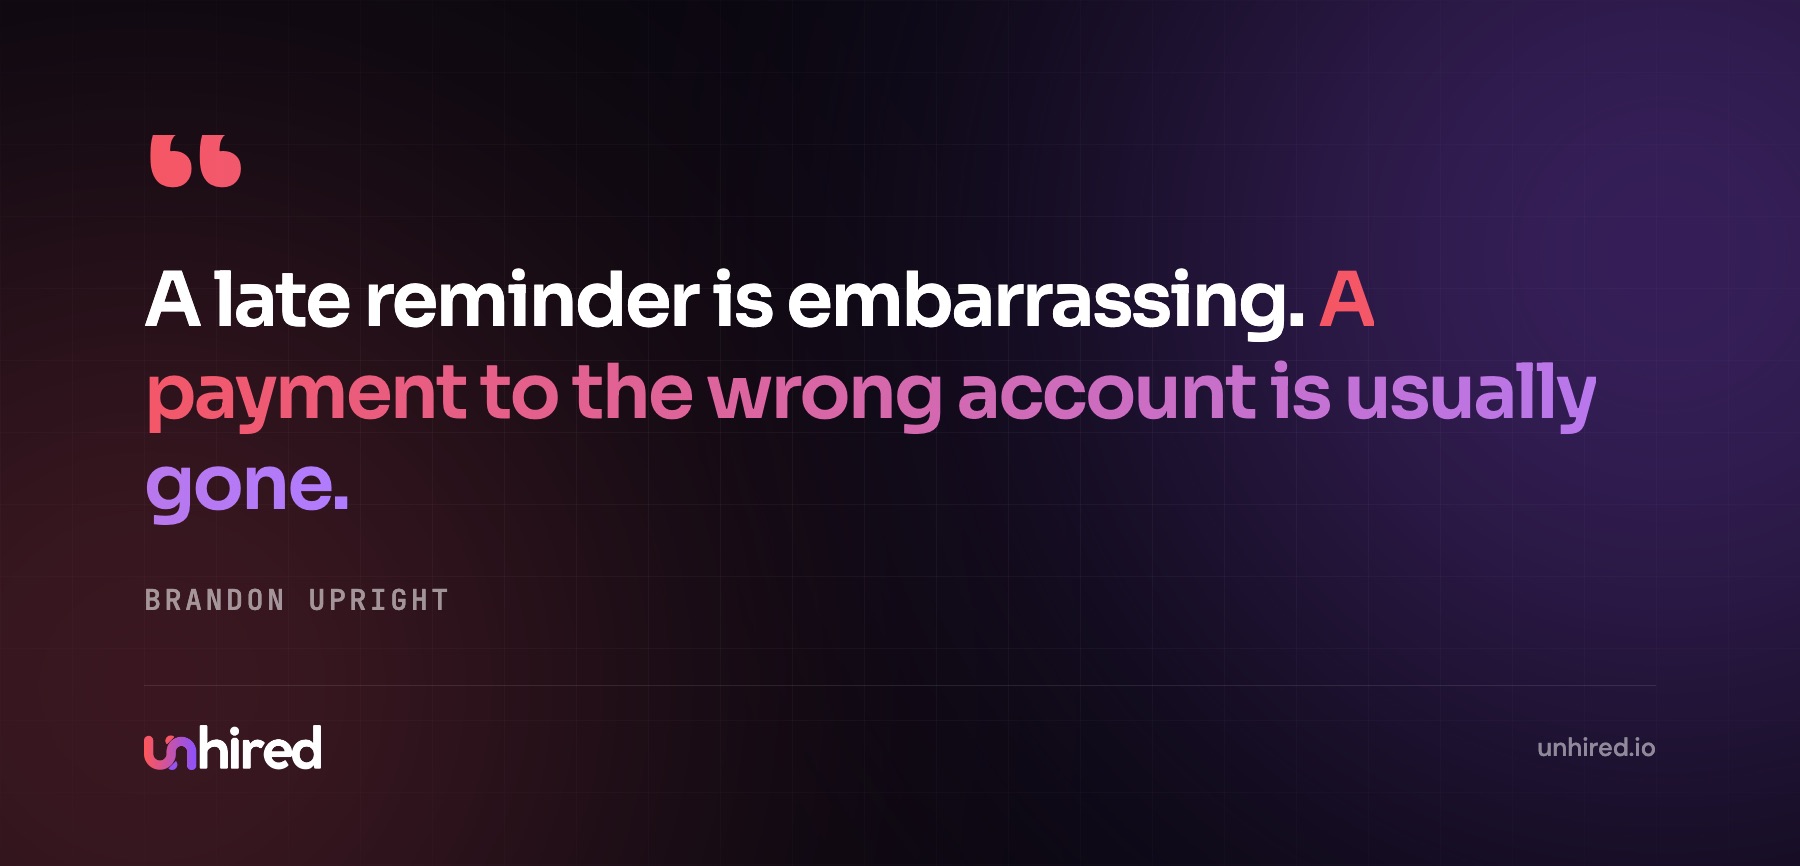 “
A late reminder is embarrassing. A
payment to the wrong account is usually
gone.
BRANDON UPRIGHT
unhired
unhired.io